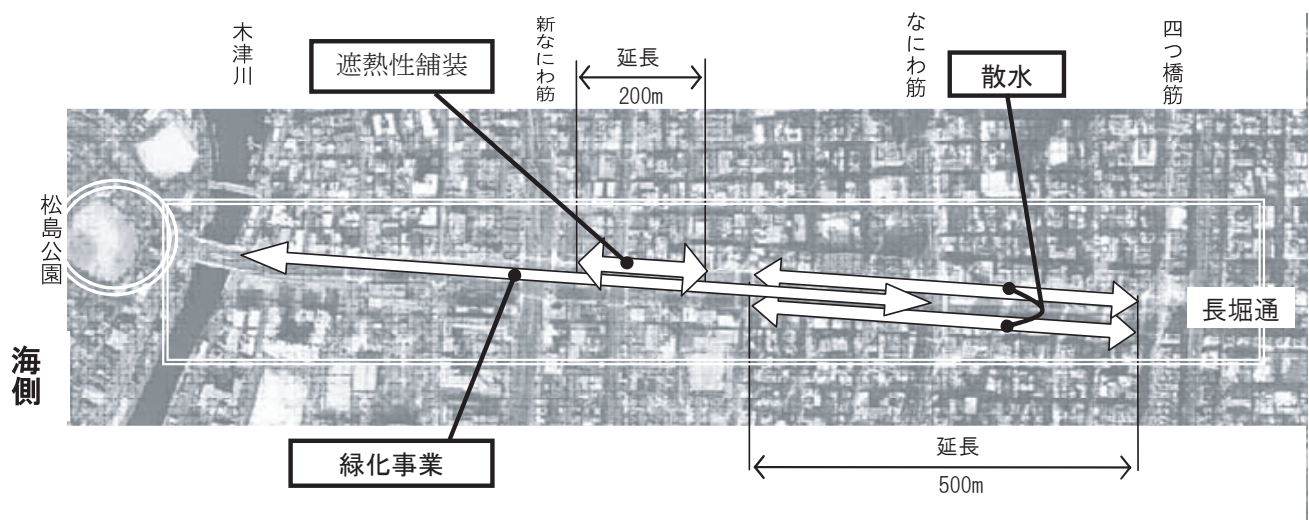 木津川
新なにわ筋
なにわ筋
四つ橋筋
遮熱性舗装
延長
200m
散水
松島公園
長堀通
海側
緑化事業
延長
500m